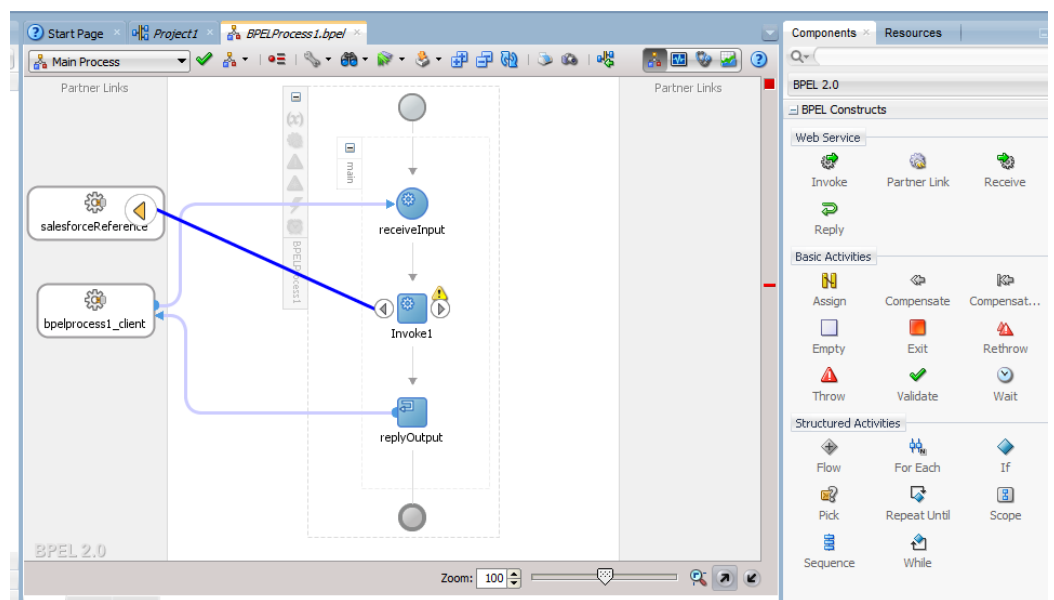 Start Page
Project1
BPELProcess1.bpel
Components
Resources
Main Process
BPEL 2.0
Partner Links
Partner Links
BPEL Constructs
(x)
main
Web Service
Invoke
Partner Link
Receive
salesforceReference
receiveInput
Reply
BPELProcess1
Basic Activities
Assign
Compensate
Compensat...
bpelprocess1_client
Invoke1
Empty
Exit
Rethrow
Throw
Validate
Wait
replyOutput
Structured Activities
Flow
For Each
If
Pick
Repeat Until
Scope
BPEL 2.0
Sequence
While
Zoom: 100